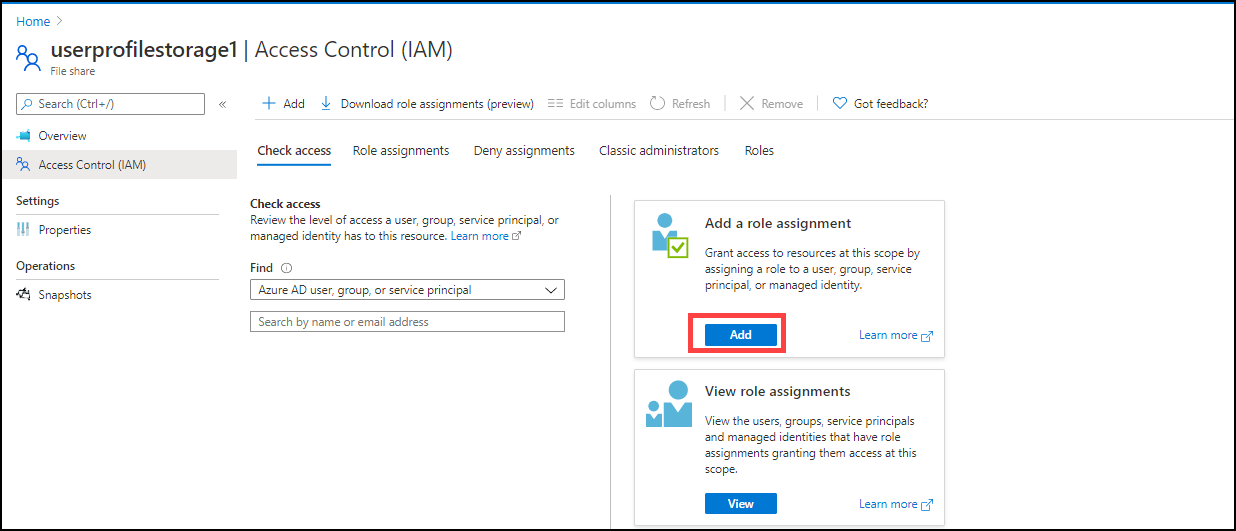 Home >
userprofilestorage1 | Access Control (IAM)
File share
Search (Ctrl+/)
«
Add
Download role assignments (preview)
Edit columns
Refresh
Remove
Got feedback?
Overview
Access Control (IAM)
Settings
Properties
Operations
Snapshots
Check access
Role assignments
Deny assignments
Classic administrators
Roles
Check access
Review the level of access a user, group, service principal, or
managed identity has to this resource. Learn more
Find
Azure AD user, group, or service principal
Search by name or email address
Add a role assignment
Grant access to resources at this scope by
assigning a role to a user, group, service
principal, or managed identity.
Add
Learn more
View role assignments
View the users, groups, service principals
and managed identities that have role
assignments granting them access at this
scope.
View
Learn more